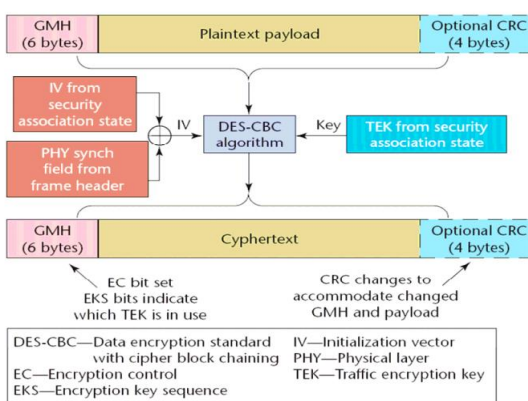 GMH
(6 bytes)
Plaintext payload
Optional CRC
(4 bytes)
IV from
security
association state
IV
DES-CBC
algorithm
Key
TEK from security
association state
PHY synch
field from
frame header
GMH
(6 bytes)
Cyphertext
Optional CRC
(4 bytes)
EC bit set
EKS bits indicate
which TEK is in use
CRC changes to
accommodate changed
GMH and payload
DES-CBC—Data encryption standard
with cipher block chaining
EC—Encryption control
EKS—Encryption key sequence
IV—Initialization vector
PHY—Physical layer
TEK—Traffic encryption key